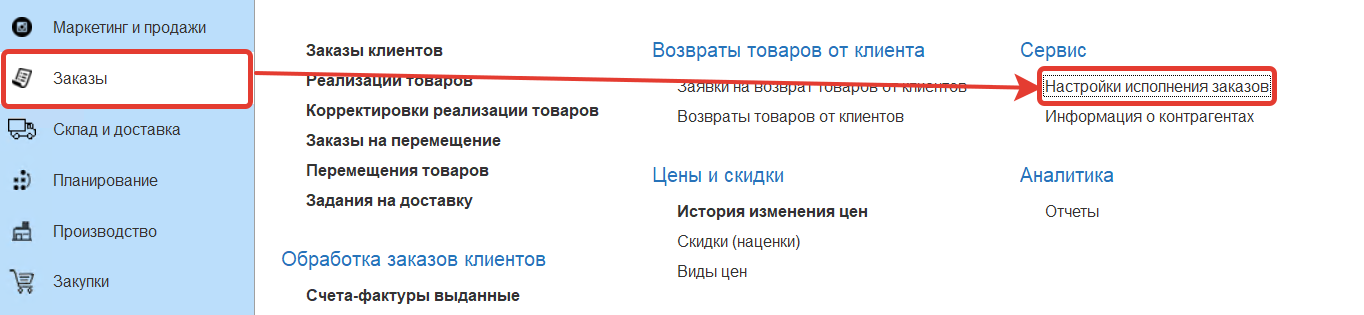 Маркетинг и продажи
Заказы
Склад и доставка
Планирование
Производство
Закупки
Заказы клиентов
Реализации товаров
Корректировки реализации товаров
Заказы на перемещение
Перемещения товаров
Задания на доставку
Обработка заказов клиентов
Счета-фактуры выданные
Возвраты товаров от клиента
Заявки на возврат товаров от клиентов
Возвраты товаров от клиентов
Цены и скидки
История изменения цен
Скидки (наценки)
Виды цен
Сервис
Настройки исполнения заказов
Информация о контрагентах
Аналитика
Отчеты